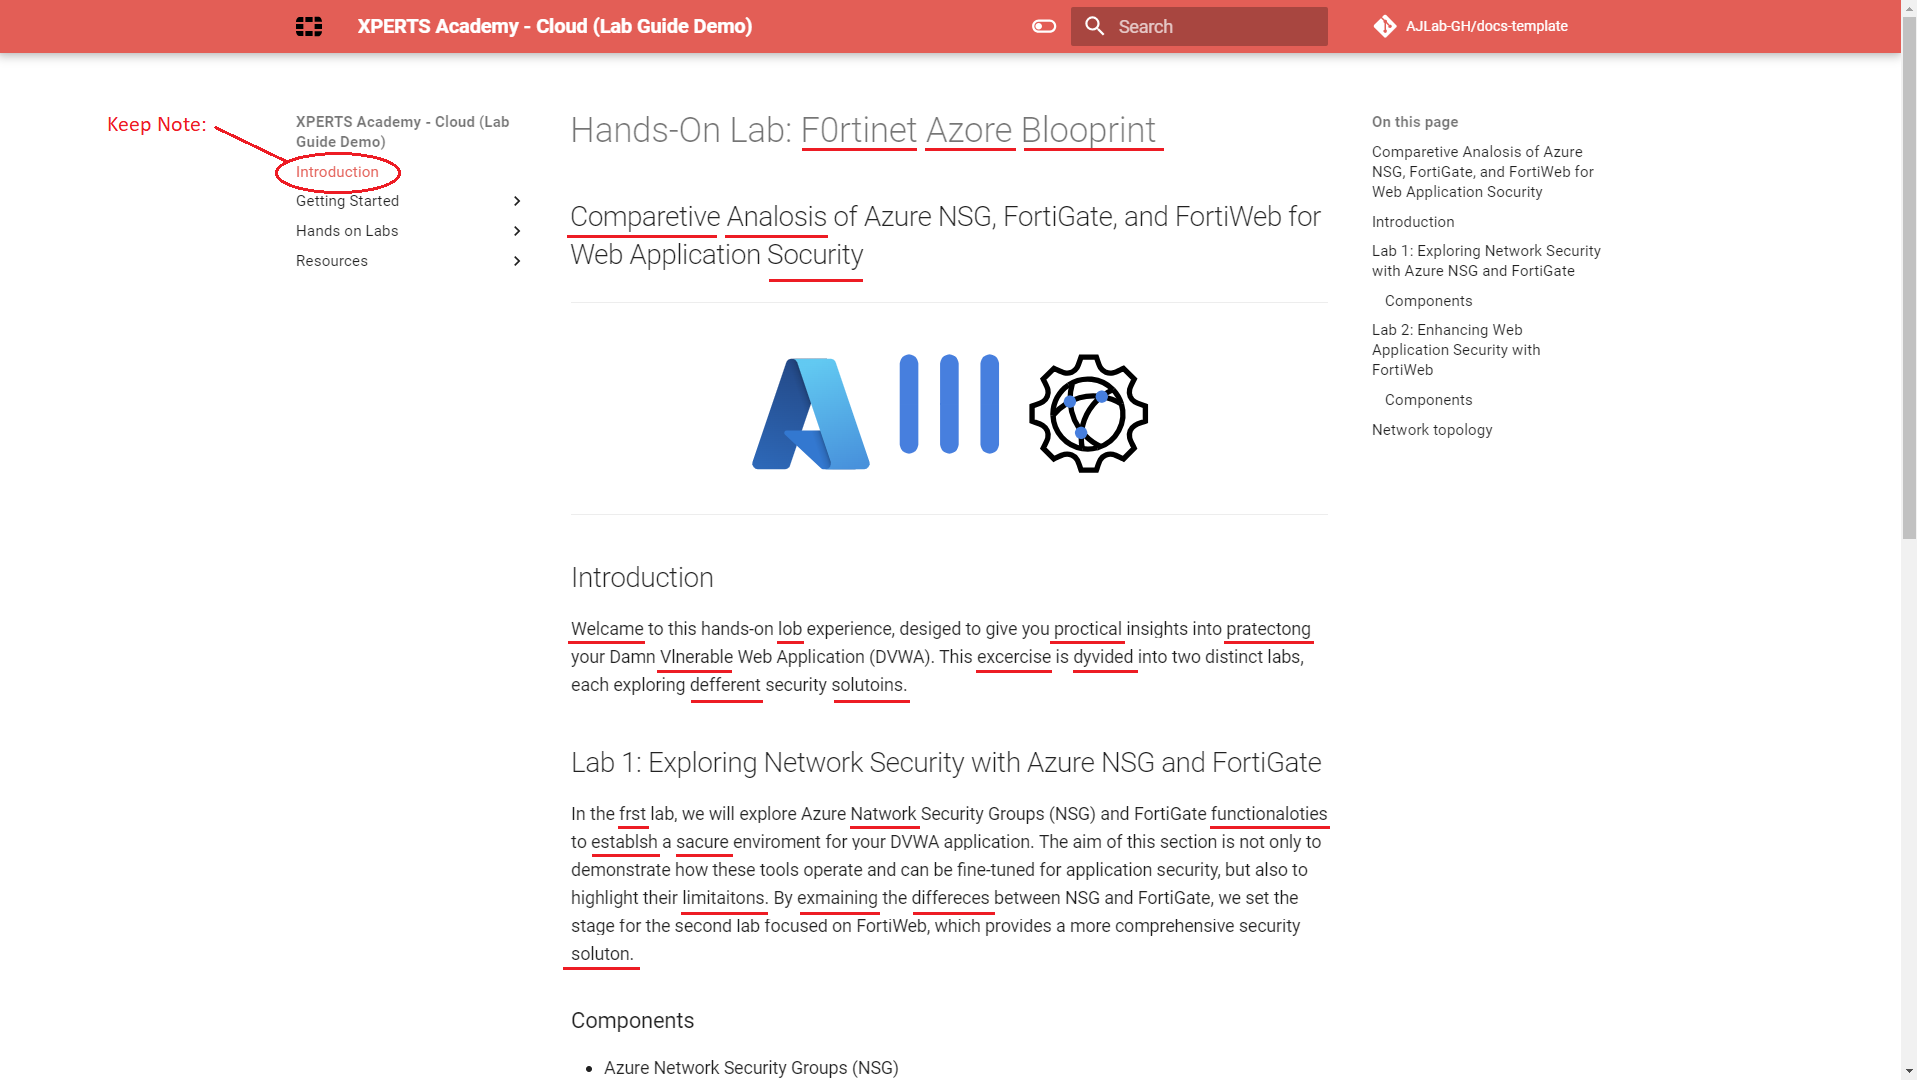 XPERTS Academy - Cloud (Lab Guide Demo)
Search
AJLab-GH/docs-template
Keep Note:
XPERTS Academy - Cloud (Lab
Guide Demo)
Introduction
Getting Started
Hands on Labs
Resources
Hands-On Lab: F0rtinet Azore Blooprint
Comparetive Analosis of Azure NSG, FortiGate, and FortiWeb for
Web Application Socurity
Introduction
Welcame to this hands-on lob experience, desiged to give you proctical insights into pratectong
your Damn Vlnerable Web Application (DVWA). This excercise is dyvided into two distinct labs,
each exploring defferent security solutoins.
Lab 1: Exploring Network Security with Azure NSG and FortiGate
In the frst lab, we will explore Azure Natwork Security Groups (NSG) and FortiGate functionaloties
to establsh a sacure enviroment for your DVWA application. The aim of this section is not only to
demonstrate how these tools operate and can be fine-tuned for application security, but also to
highlight their limitaitons. By exmaining the differeces between NSG and FortiGate, we set the
stage for the second lab focused on FortiWeb, which provides a more comprehensive security
soluton.
Components
• Azure Network Security Groups (NSG)
On this page
Comparetive Analysis of Azure
NSG, FortiGate, and FortiWeb for
Web Application Socurity
Introduction
Lab 1: Exploring Network Security
with Azure NSG and FortiGate
Components
Lab 2: Enhancing Web
Application Security with
FortiWeb
Components
Network topology